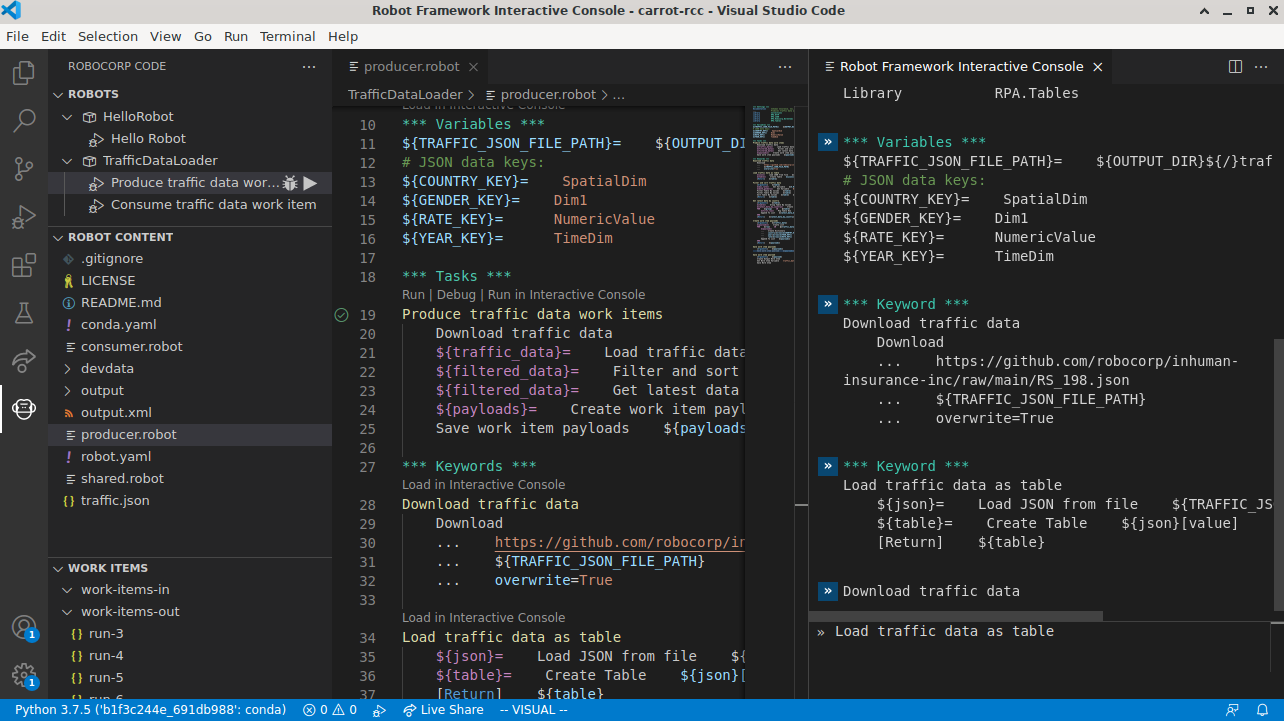 Robot Framework Interactive Console - carrot-rcc - Visual Studio Code
File Edit Selection View Go Run Terminal Help
ROBOCORP CODE ...
ROBOTS
HelloRobot
Hello Robot
TrafficDataLoader
Produce traffic data wor...
Consume traffic data work item
ROBOT CONTENT
.gitignore
LICENSE
README.md
conda.yaml
consumer.robot
devdata
output
output.xml
producer.robot
robot.yaml
shared.robot
traffic.json
WORK ITEMS
work-items-in
work-items-out
run-3
run-4
run-5
run-6
1
1
producer.robot
TrafficDataLoader > producer.robot > ...
Load in Interactive Console
10 *** Variables ***
11 ${TRAFFIC_JSON_FILE_PATH}= ${OUTPUT_DI
12 # JSON data keys:
13 ${COUNTRY_KEY}= SpatialDim
14 ${GENDER_KEY}= Dim1
15 ${RATE_KEY}= NumericValue
16 ${YEAR_KEY}= TimeDim
17
18 *** Tasks ***
Run | Debug | Run in Interactive Console
19 Produce traffic data work items
20 Download traffic data
21 ${traffic_data}= Load traffic data
22 ${filtered_data}= Filter and sort
23 ${filtered_data}= Get latest data
24 ${payloads}= Create work item payl
25 Save work item payloads ${payloads
26
27 *** Keywords ***
Load in Interactive Console
28 Download traffic data
29 Download
30 ... https://github.com/robocorp/in
31 ... ${TRAFFIC_JSON_FILE_PATH}
32 ... overwrite=True
33
Load in Interactive Console
34 Load traffic data as table
35 ${json}= Load JSON from file ${
36 ${table}= Create Table ${json}[
37 [Return] ${table}
Robot Framework Interactive Console
Library RPA.Tables
» *** Variables ***
${TRAFFIC_JSON_FILE_PATH}= ${OUTPUT_DIR}${/}traf
# JSON data keys:
${COUNTRY_KEY}= SpatialDim
${GENDER_KEY}= Dim1
${RATE_KEY}= NumericValue
${YEAR_KEY}= TimeDim
» *** Keyword ***
Download traffic data
Download
... https://github.com/robocorp/inhuman-
insurance-inc/raw/main/RS_198.json
... ${TRAFFIC_JSON_FILE_PATH}
... overwrite=True
» *** Keyword ***
Load traffic data as table
${json}= Load JSON from file ${TRAFFIC_JS
${table}= Create Table ${json}[value]
[Return] ${table}
» Download traffic data
» Load traffic data as table
Python 3.7.5 ('b1f3c244e_691db988': conda) 0 0 Live Share -- VISUAL --